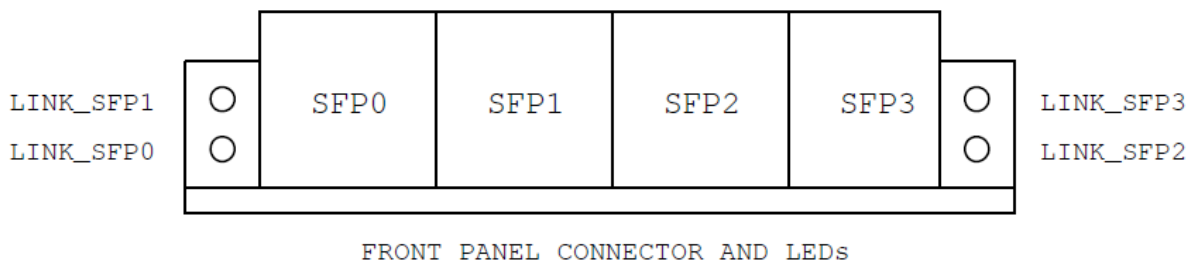 LINK_SFP1 SFP0 SFP1 SFP2 SFP3 LINK_SFP3
LINK_SFP0 LINK_SFP2
FRONT PANEL CONNECTOR AND LEDs